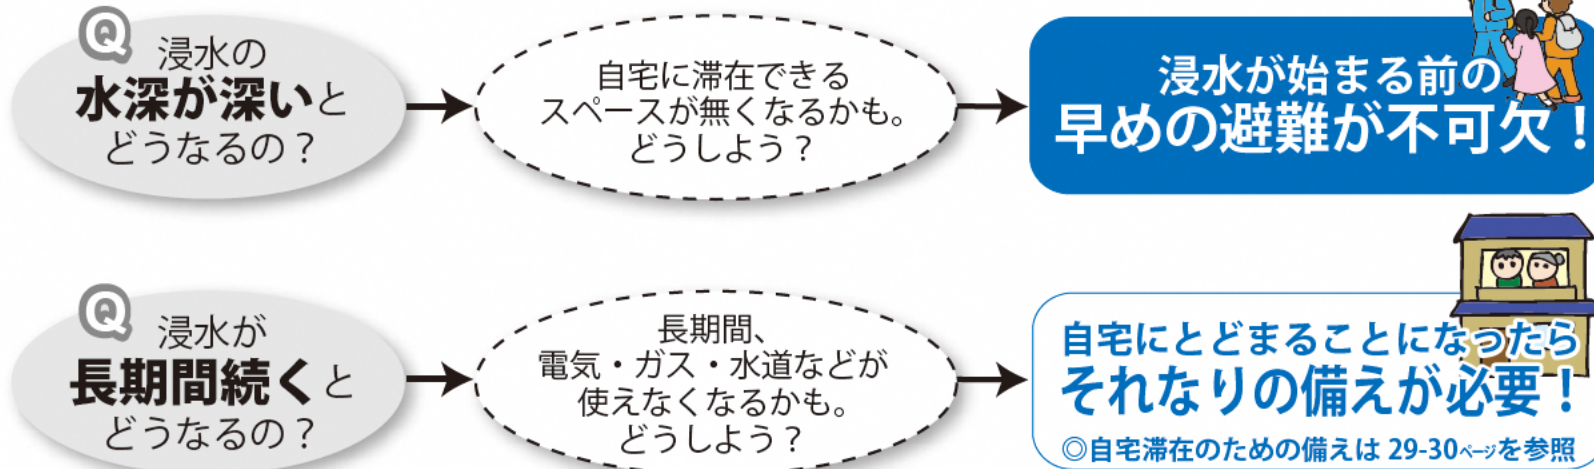 Q
浸水の
水深が深いと
どうなるの？
自宅に滞在できる
スペースが無くなるかも。
どうしよう？
浸水が始まる前の
早めの避難が不可欠！
Q
浸水が
長期間続くと
どうなるの？
長期間、
電気・ガス・水道などが
使えなくなるかも。
どうしよう？
自宅にとどまることになったら
それなりの備えが必要！
◎自宅滞在のための備えは 29-30ページを参照